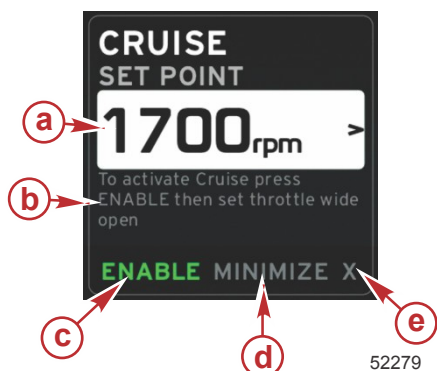 CRUISE
SET POINT
a
1700rpm >
To activate Cruise press
b
ENABLE then set throttle wide
open
ENABLE MINIMIZE X
c
d
e
52279